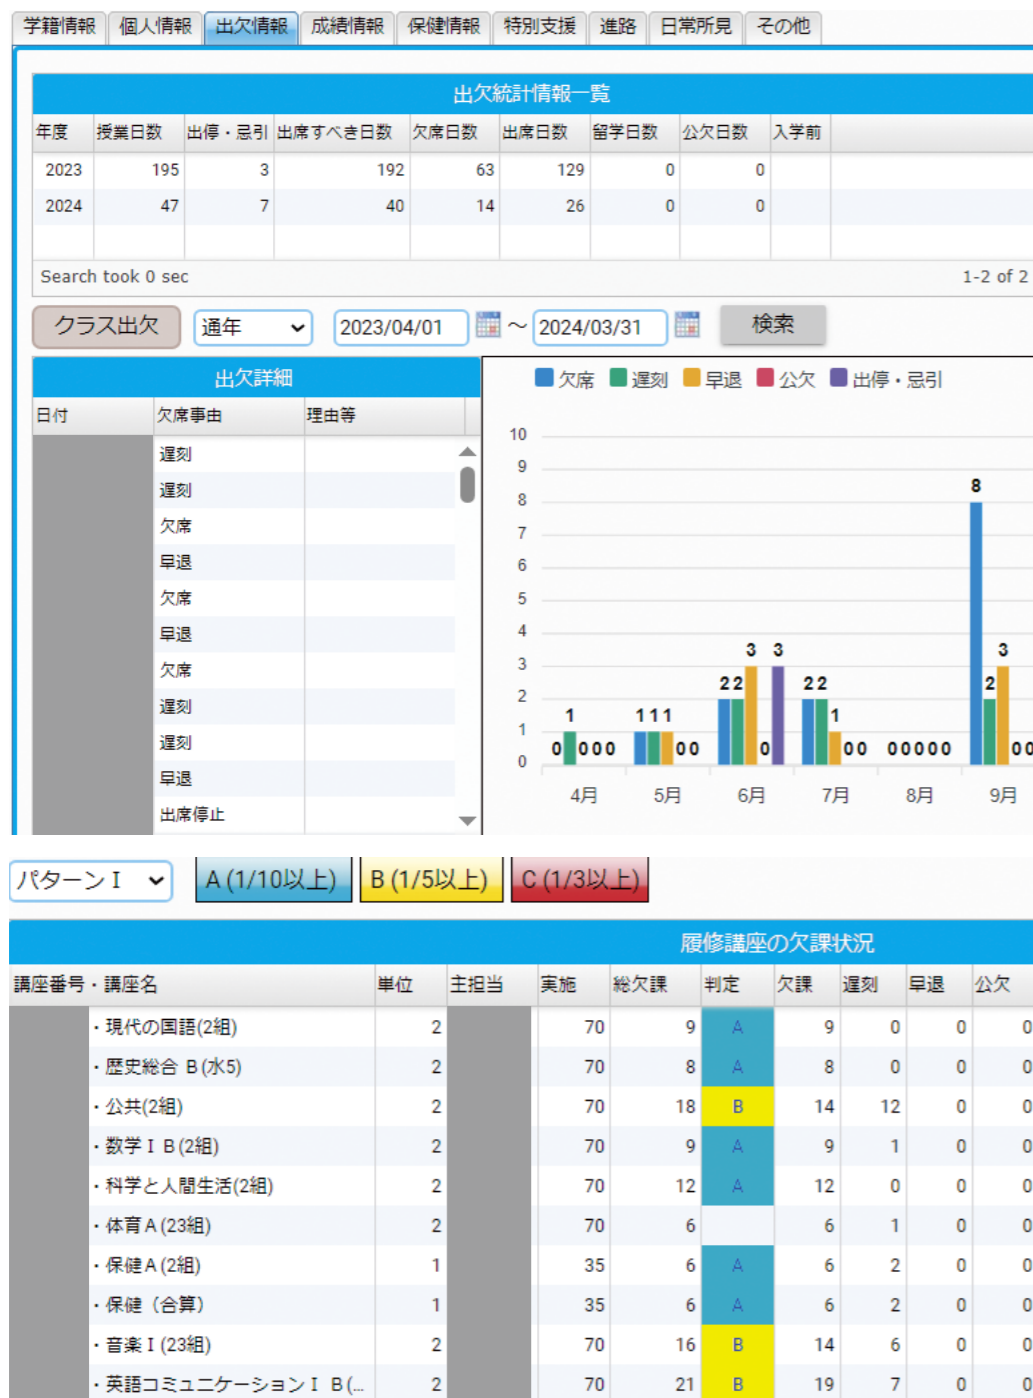 学籍情報 個人情報 出欠情報 成績情報 保健情報 特別支援 進路 日常所見 その他
出欠統計情報一覧
年度 授業日数 出停・忌引 出席すべき日数 欠席日数 出席日数 留学日数 公欠日数 入学前
2023 195 3 192 63 129 0 0
2024 47 7 40 14 26 0 0
Search took 0 sec 1-2 of 2
クラス出欠 通年 2023/04/01 ～ 2024/03/31 検索
出欠詳細
日付 欠席事由 理由等
遅刻
遅刻
欠席
早退
欠席
早退
欠席
遅刻
遅刻
早退
出席停止
欠席 遅刻 早退 公欠 出停・忌引
10
9
8
7
6
5
4
3
2
1
0
0 1 0 0 0
1 1 1 0 0
2 2 3 0 3
2 2 1 0 0
0 0 0 0 0
8 2 3 0 0
4月 5月 6月 7月 8月 9月
パターンⅠ A (1/10以上) B (1/5以上) C (1/3以上)
履修講座の欠課状況
講座番号・講座名 単位 主担当 実施 総欠課 判定 欠課 遅刻 早退 公欠
・現代の国語(2組) 2 70 9 A 9 0 0 0
・歴史総合 B(水5) 2 70 8 A 8 0 0 0
・公共(2組) 2 70 18 B 14 12 0 0
・数学Ⅰ B(2組) 2 70 9 A 9 1 0 0
・科学と人間生活(2組) 2 70 12 A 12 0 0 0
・体育A(23組) 2 70 6 6 1 0 0
・保健A(2組) 1 35 6 A 6 2 0 0
・保健（合算） 1 35 6 A 6 2 0 0
・音楽Ⅰ(23組) 2 70 16 B 14 6 0 0
・英語コミュニケーションⅠ B(... 2 70 21 B 19 7 0 0